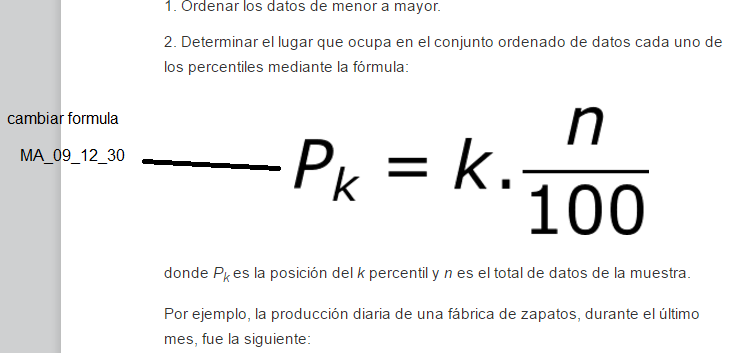 1. Ordenar los datos de menor a mayor.
2. Determinar el lugar que ocupa en el conjunto ordenado de datos cada uno de
los percentiles mediante la fórmula:
cambiar formula
MA_09_12_30
Pk = k. n/100
donde Pk es la posición del k percentil y n es el total de datos de la muestra.
Por ejemplo, la producción diaria de una fábrica de zapatos, durante el último
mes, fue la siguiente: